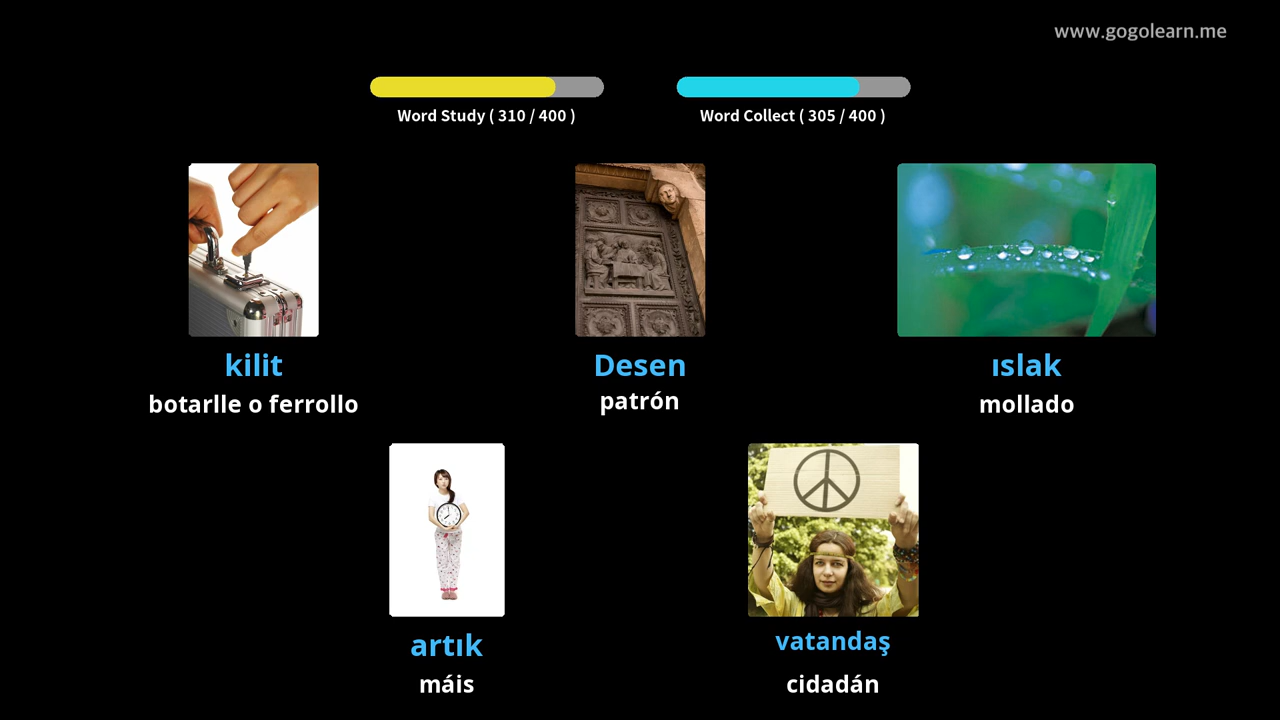 www.gogolearn.me
Word Study ( 310 / 400 )
Word Collect ( 305 / 400 )
kilit
botarlle o ferrollo
Desen
patrón
ıslak
mollado
artık
máis
vatandaş
cidadán